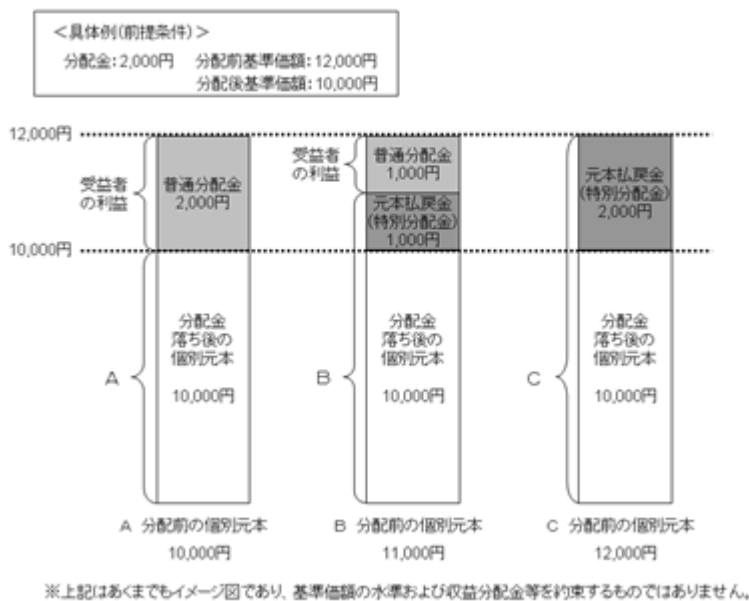 ＜具体例(前提条件)＞
分配金：2,000円　分配前基準価額：12,000円
分配後基準価額：10,000円
12,000円
受益者
の利益
普通分配金
2,000円
受益者
の利益
普通分配金
1,000円
元本払戻金
(特別分配金)
1,000円
元本払戻金
(特別分配金)
2,000円
10,000円
A
分配金
落ち後の
個別元本
10,000円
B
分配金
落ち後の
個別元本
10,000円
C
分配金
落ち後の
個別元本
10,000円
A 分配前の個別元本
10,000円
B 分配前の個別元本
11,000円
C 分配前の個別元本
12,000円
※上記はあくまでもイメージ図であり、基準価額の水準および収益分配金等を約束するものではありません。